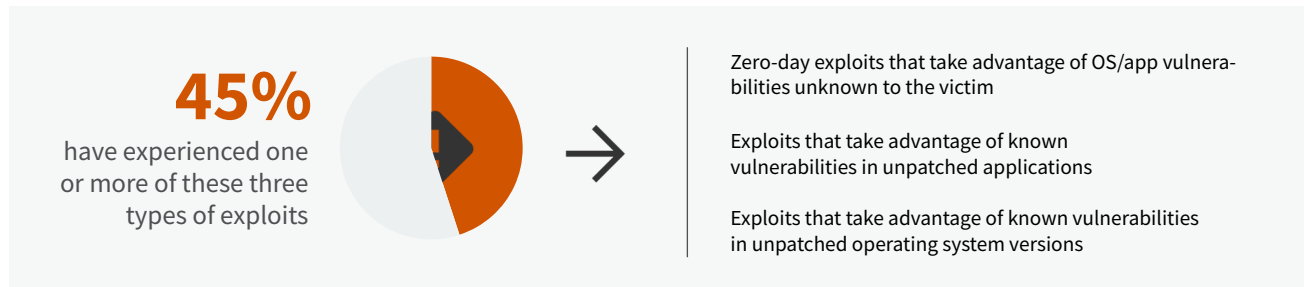 45%
have experienced one
or more of these three
types of exploits
Zero-day exploits that take advantage of OS/app vulnera-
bilities unknown to the victim
Exploits that take advantage of known
vulnerabilities in unpatched applications
Exploits that take advantage of known vulnerabilities
in unpatched operating system versions